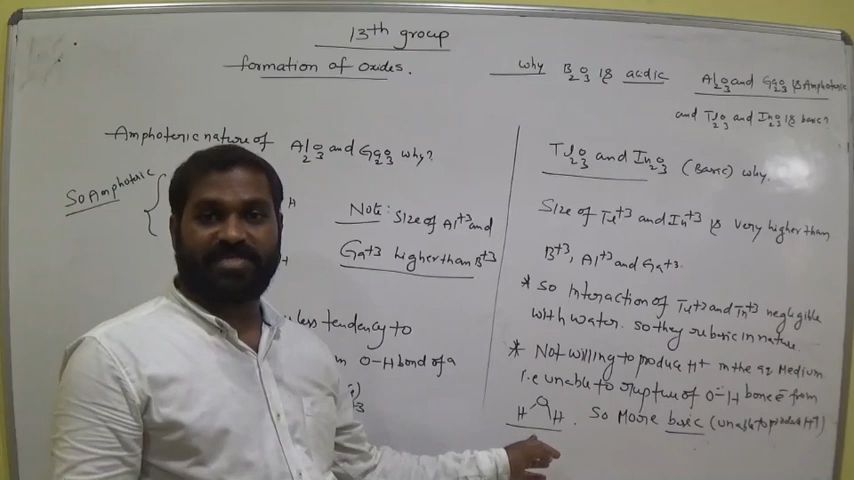 13th group
formation of oxides.
why B2O3 is acidic
Al2O3 and Ga2O3 is Amphoteric
and Tl2O3 and In2O3 is basic?
Amphoteric nature of Al2O3 and Ga2O3 why?
So Amphoteric
H
Note: Size of Al+3 and
Ga+3 higher than B+3
H
less tendency to
O-H bond of a
+3
Tl2O3 and In2O3 (Basic) why.
Size of Tl+3 and In+3 is very higher than
B+3, Al+3 and Ga+3.
* So Interaction of Tl+3 and In+3 negligible
with water. so they r basic in nature.
* Not willing to produce H+ in the aq Medium
i.e unable to rupture of O-H bond from
H O H . So More basic (unable to produce H+)